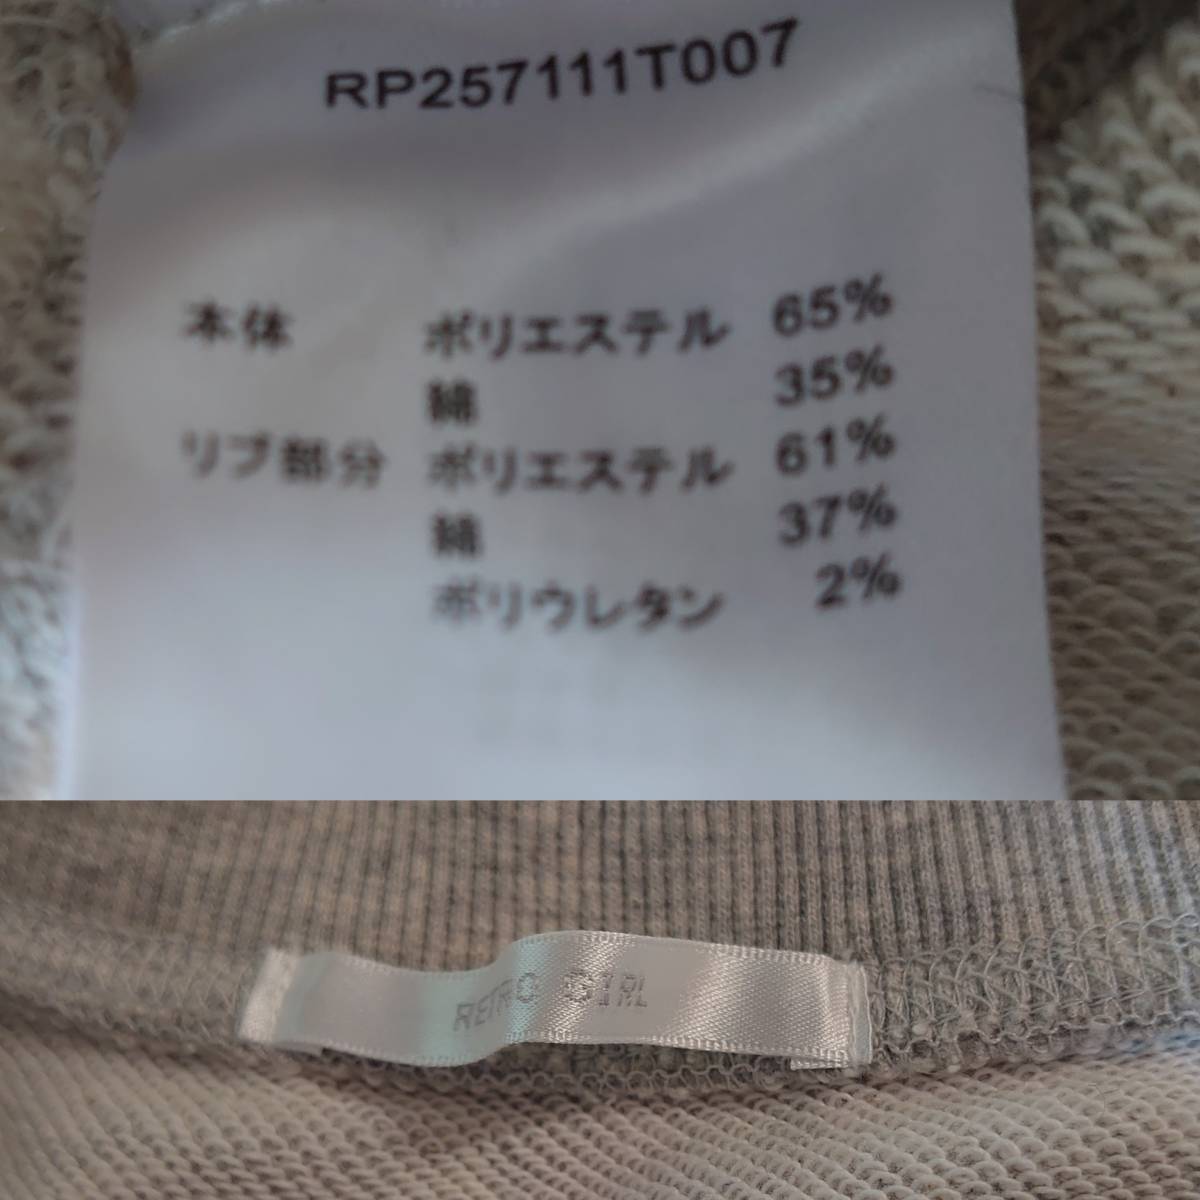 RP257111T007
本体 ポリエステル 65%
綿 35%
リブ部分 ポリエステル 61%
綿 37%
ポリウレタン 2%
RETRO GIRL